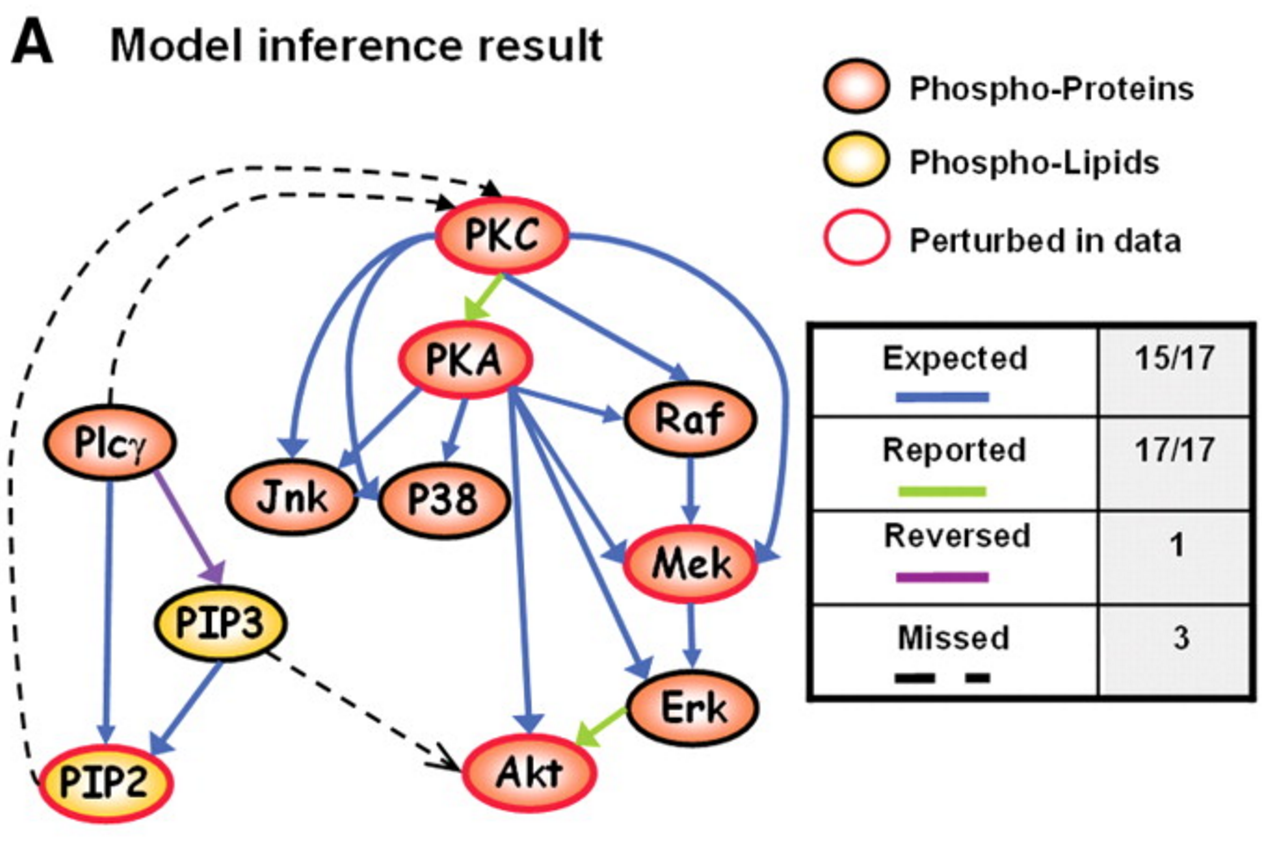 A Model inference result
Phospho-Proteins
Phospho-Lipids
Perturbed in data
PKC
PKA
Raf
Plcγ
Jnk
P38
Mek
PIP3
Erk
Akt
PIP2
Expected 15/17
Reported 17/17
Reversed 1
Missed 3